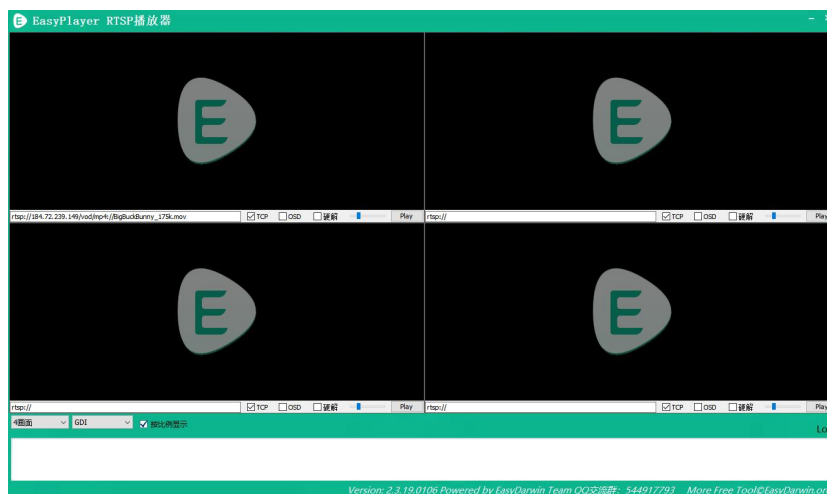 EasyPlayer RTSP播放器
E
E
rtsp://184.72.239.149/vod/mp4://BigBuckBunny_175k.mov TCP OSD 硬解 Play
rtsp:// TCP OSD 硬解 Play
E
E
rtsp:// TCP OSD 硬解 Play
rtsp:// TCP OSD 硬解 Play
4画面 GDI 按比例显示
Lo
Version: 2.3.19.0106 Powered by EasyDarwin Team QQ交流群: 544917793 More Free Tool©EasyDarwin.or